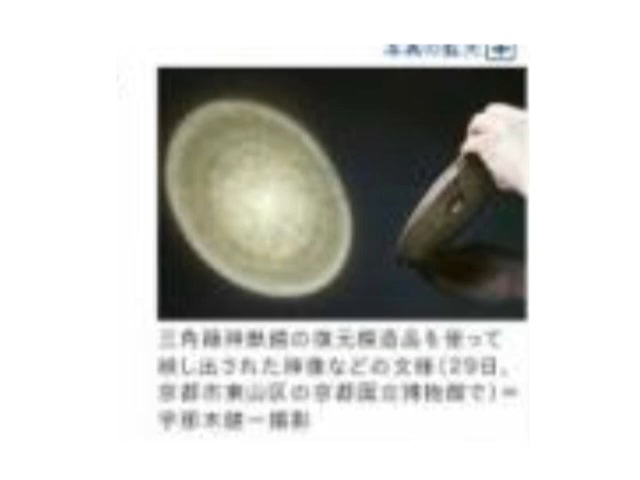 写真の拡大
三角縁神獣鏡の復元模造品を使って
映し出された神像などの文様(29日、
京都市東山区の京都国立博物館で)=
宇那木健一撮影